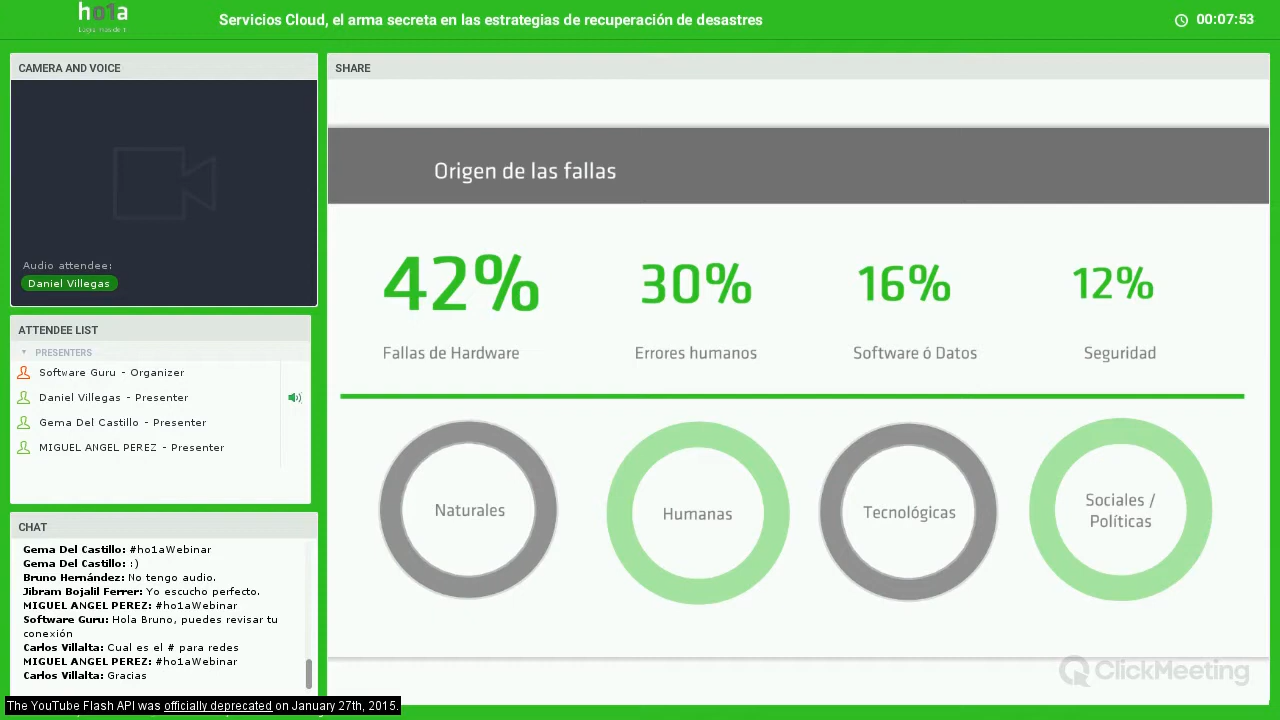 ho1a
Servicios Cloud, el arma secreta en las estrategias de recuperación de desastres
00:07:53
CAMERA AND VOICE
Audio attendee:
Daniel Villegas
ATTENDEE LIST
PRESENTERS
Software Guru - Organizer
Daniel Villegas - Presenter
Gema Del Castillo - Presenter
MIGUEL ANGEL PEREZ - Presenter
CHAT
Gema Del Castillo: #ho1aWebinar
Gema Del Castillo: :)
Bruno Hernández: No tengo audio.
Jibram Bojalil Ferrer: Yo escucho perfecto.
MIGUEL ANGEL PEREZ: #ho1aWebinar
Software Guru: Hola Bruno, puedes revisar tu
conexión
Carlos Villalta: Cual es el # para redes
MIGUEL ANGEL PEREZ: #ho1aWebinar
Carlos Villalta: Gracias
The YouTube Flash API was officially deprecated on January 27th, 2015.
SHARE
Origen de las fallas
42% 30% 16% 12%
Fallas de Hardware Errores humanos Software ó Datos Seguridad
Naturales
Humanas
Tecnológicas
Sociales /
Políticas
ClickMeeting